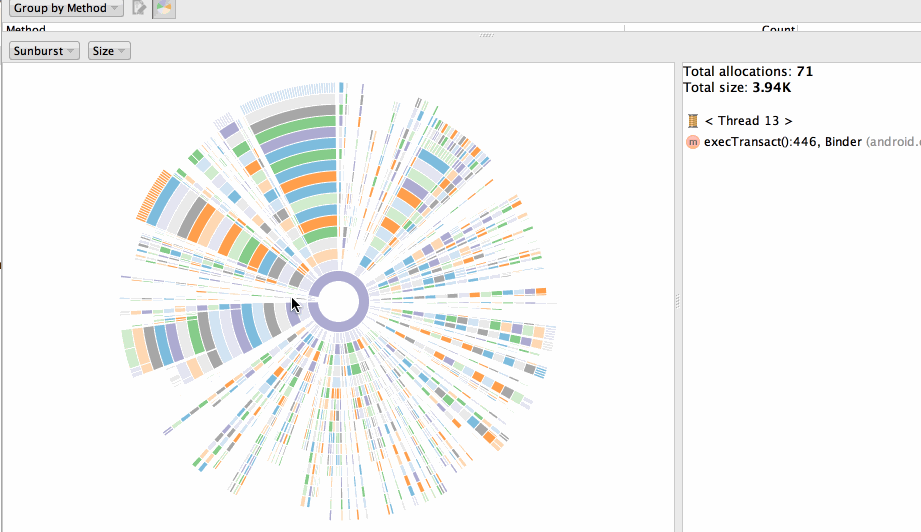 Group by Method
Method Count
Sunburst Size
Total allocations: 71
Total size: 3.94K
< Thread 13 >
m execTransact():446, Binder (android.